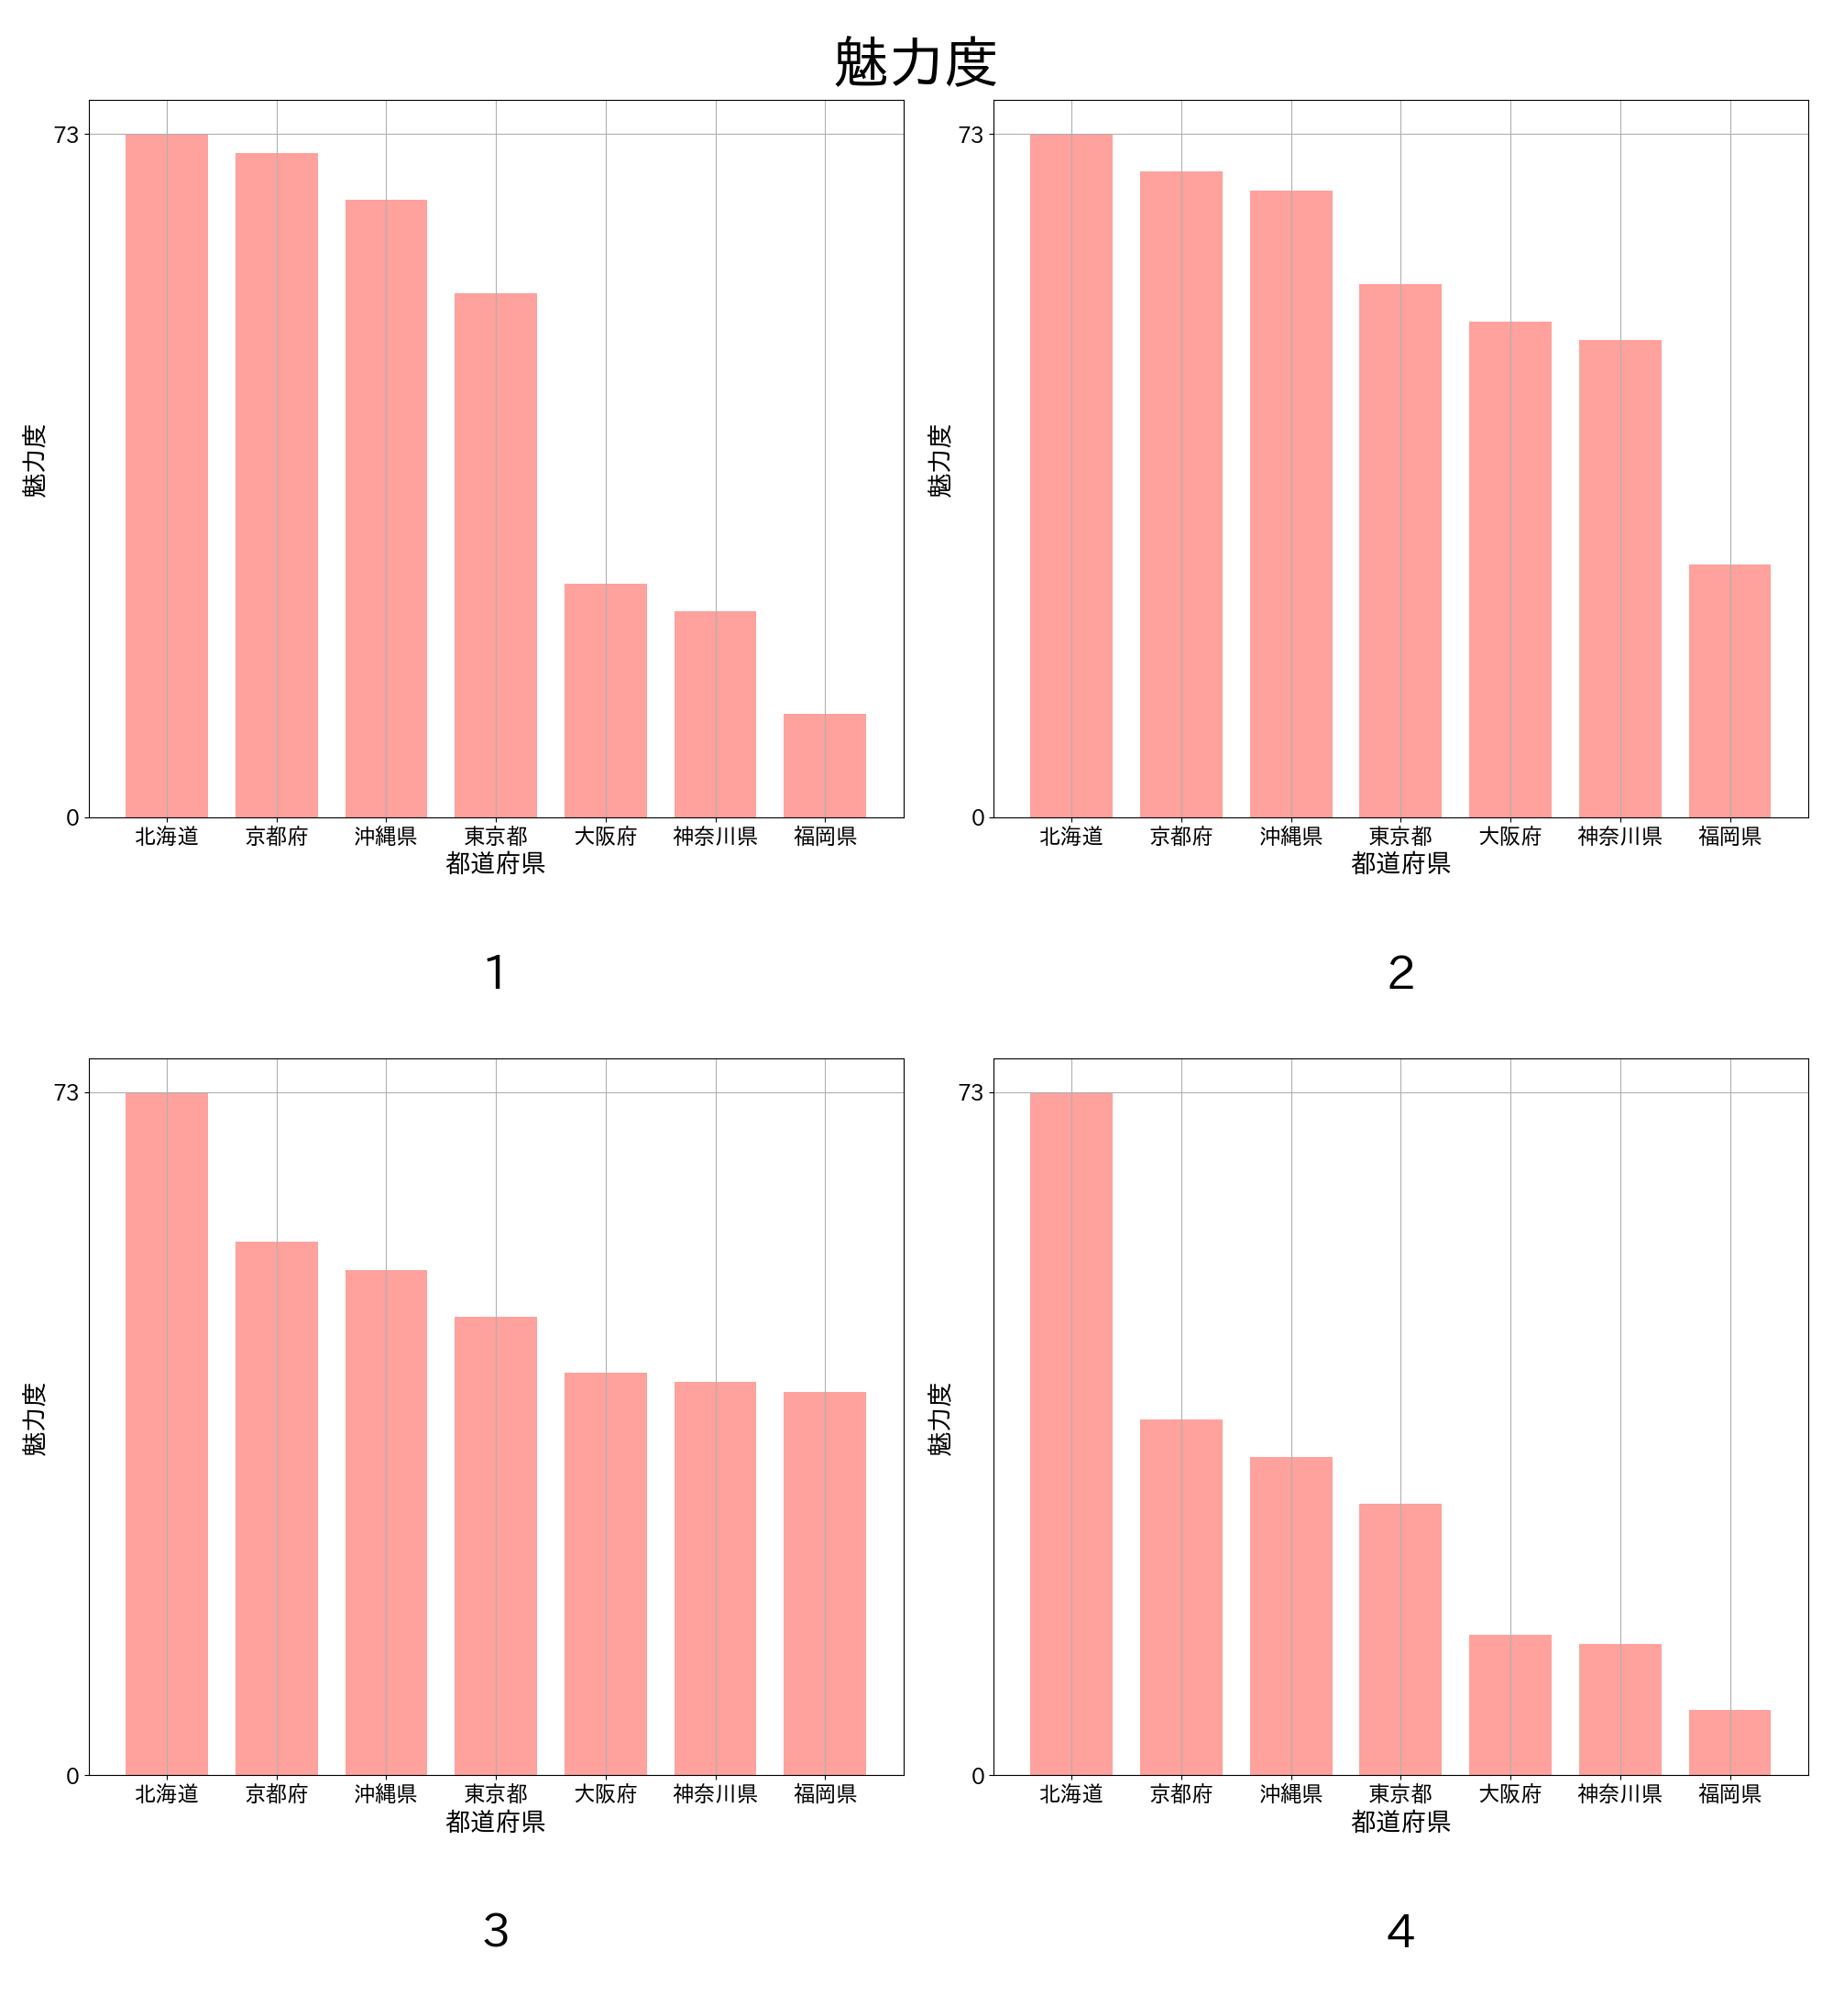 魅力度
73
0
魅力度
北海道 京都府 沖縄県 東京都 大阪府 神奈川県 福岡県
都道府県
1
73
0
魅力度
北海道 京都府 沖縄県 東京都 大阪府 神奈川県 福岡県
都道府県
2
73
0
魅力度
北海道 京都府 沖縄県 東京都 大阪府 神奈川県 福岡県
都道府県
3
73
0
魅力度
北海道 京都府 沖縄県 東京都 大阪府 神奈川県 福岡県
都道府県
4